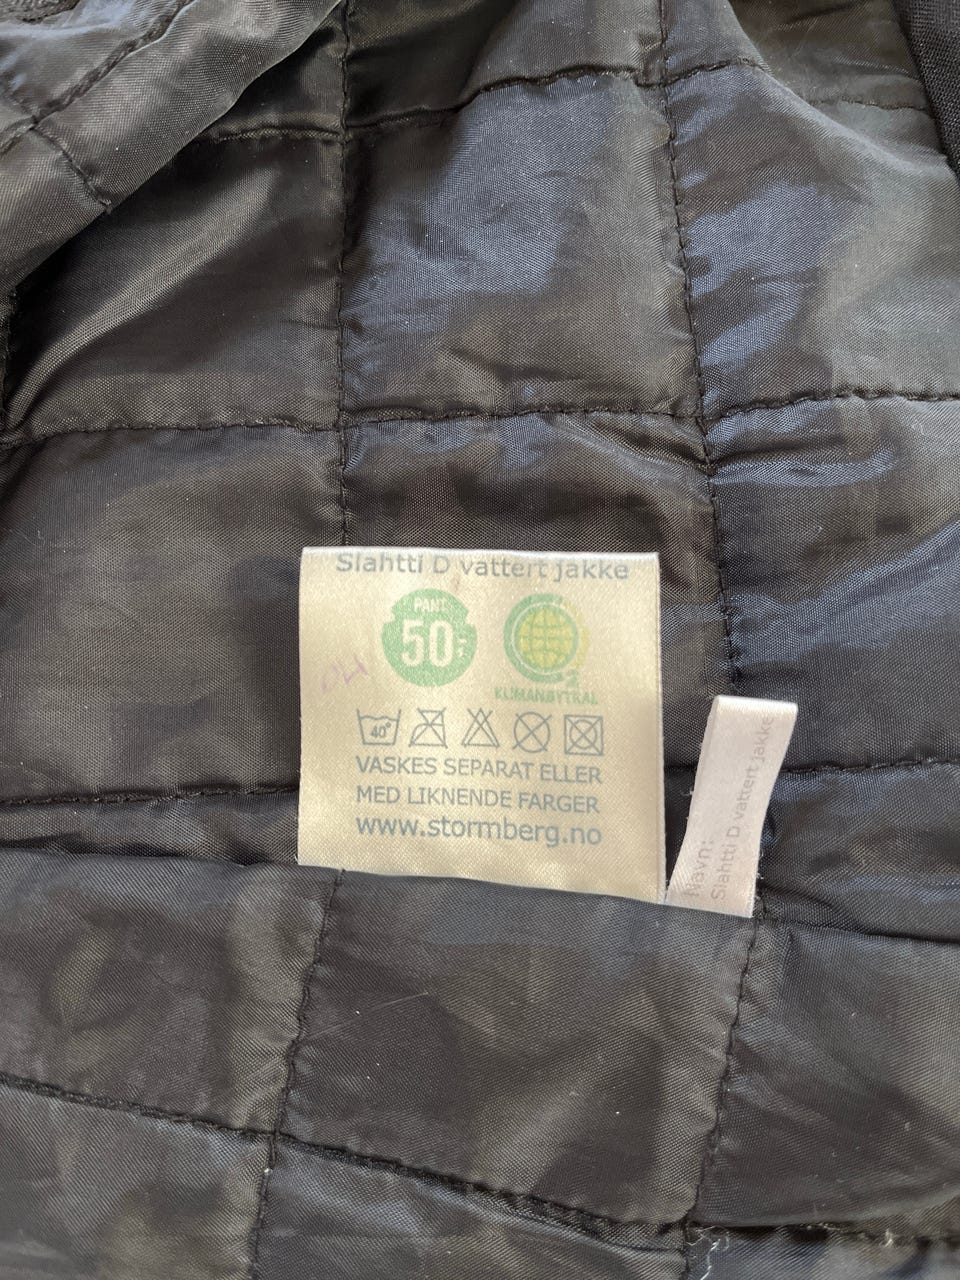 Slahtti D vattert jakke
PANT
50,-
KLIMANØYTRAL
40°
VASKES SEPARAT ELLER
MED LIKNENDE FARGER
www.stormberg.no
Navn:
Slahtti D vattert jakke